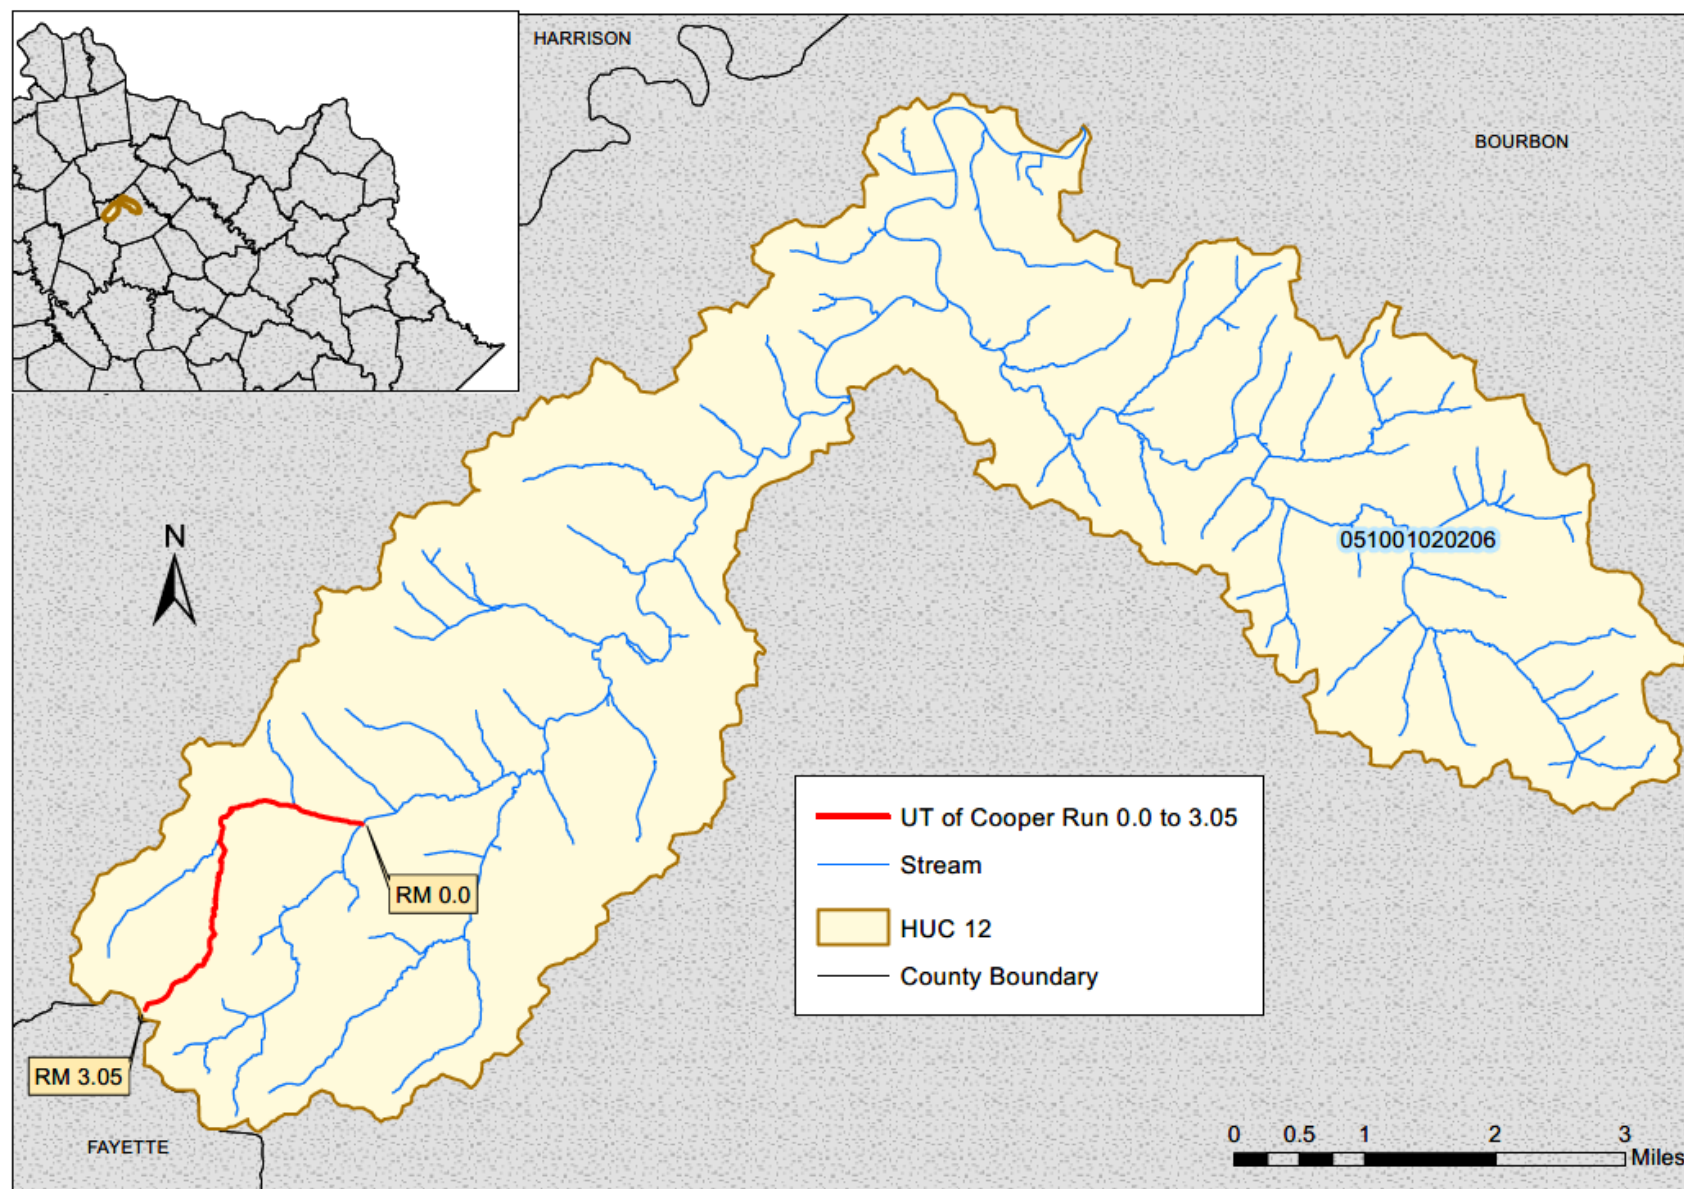 HARRISON
BOURBON
N
051001020206
UT of Cooper Run 0.0 to 3.05
Stream
RM 0.0
HUC 12
County Boundary
RM 3.05
FAYETTE
0 0.5 1 2 3
Miles